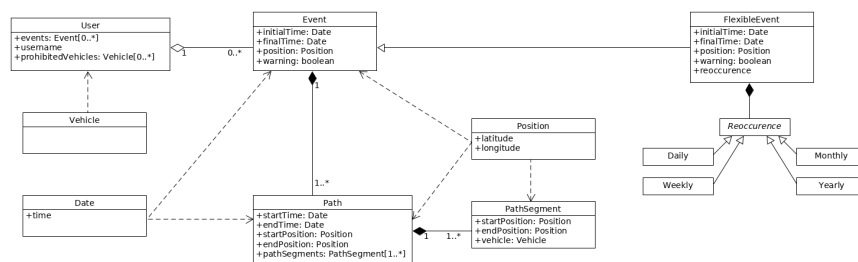 User
+events: Event[0..*]
+username
+prohibitedVehicles: Vehicle[0..*]
1
0..*
Event
+initialTime: Date
+finalTime: Date
+position: Position
+warning: boolean
1
FlexibleEvent
+initialTime: Date
+finalTime: Date
+position: Position
+warning: boolean
+reoccurence
Vehicle
Position
+latitude
+longitude
Reoccurence
Daily
Monthly
Weekly
Yearly
1..*
Date
+time
Path
+startTime: Date
+endTime: Date
+startPosition: Position
+endPosition: Position
+pathSegments: PathSegment[1..*]
1
1..*
PathSegment
+startPosition: Position
+endPosition: Position
+vehicle: Vehicle